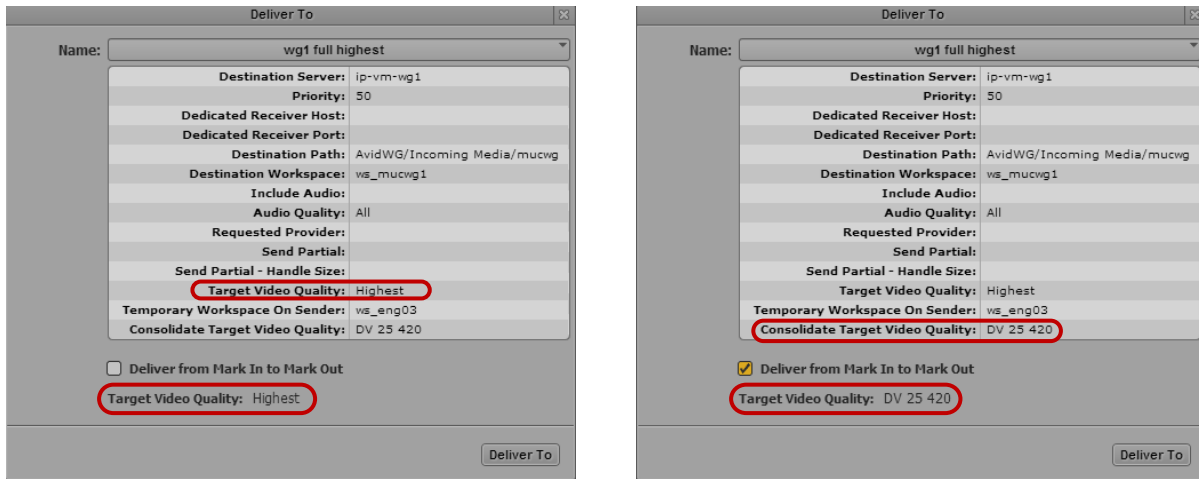 Deliver To
Name: wg1 full highest
Destination Server: ip-vm-wg1
Priority: 50
Dedicated Receiver Host:
Dedicated Receiver Port:
Destination Path: AvidWG/Incoming Media/mucwg
Destination Workspace: ws_mucwg1
Include Audio:
Audio Quality: All
Requested Provider:
Send Partial:
Send Partial - Handle Size:
Target Video Quality: Highest
Temporary Workspace On Sender: ws_eng03
Consolidate Target Video Quality: DV 25 420
Deliver from Mark In to Mark Out
Target Video Quality: Highest
Deliver To
Deliver To
Name: wg1 full highest
Destination Server: ip-vm-wg1
Priority: 50
Dedicated Receiver Host:
Dedicated Receiver Port:
Destination Path: AvidWG/Incoming Media/mucwg
Destination Workspace: ws_mucwg1
Include Audio:
Audio Quality: All
Requested Provider:
Send Partial:
Send Partial - Handle Size:
Target Video Quality: Highest
Temporary Workspace On Sender: ws_eng03
Consolidate Target Video Quality: DV 25 420
Deliver from Mark In to Mark Out
Target Video Quality: DV 25 420
Deliver To